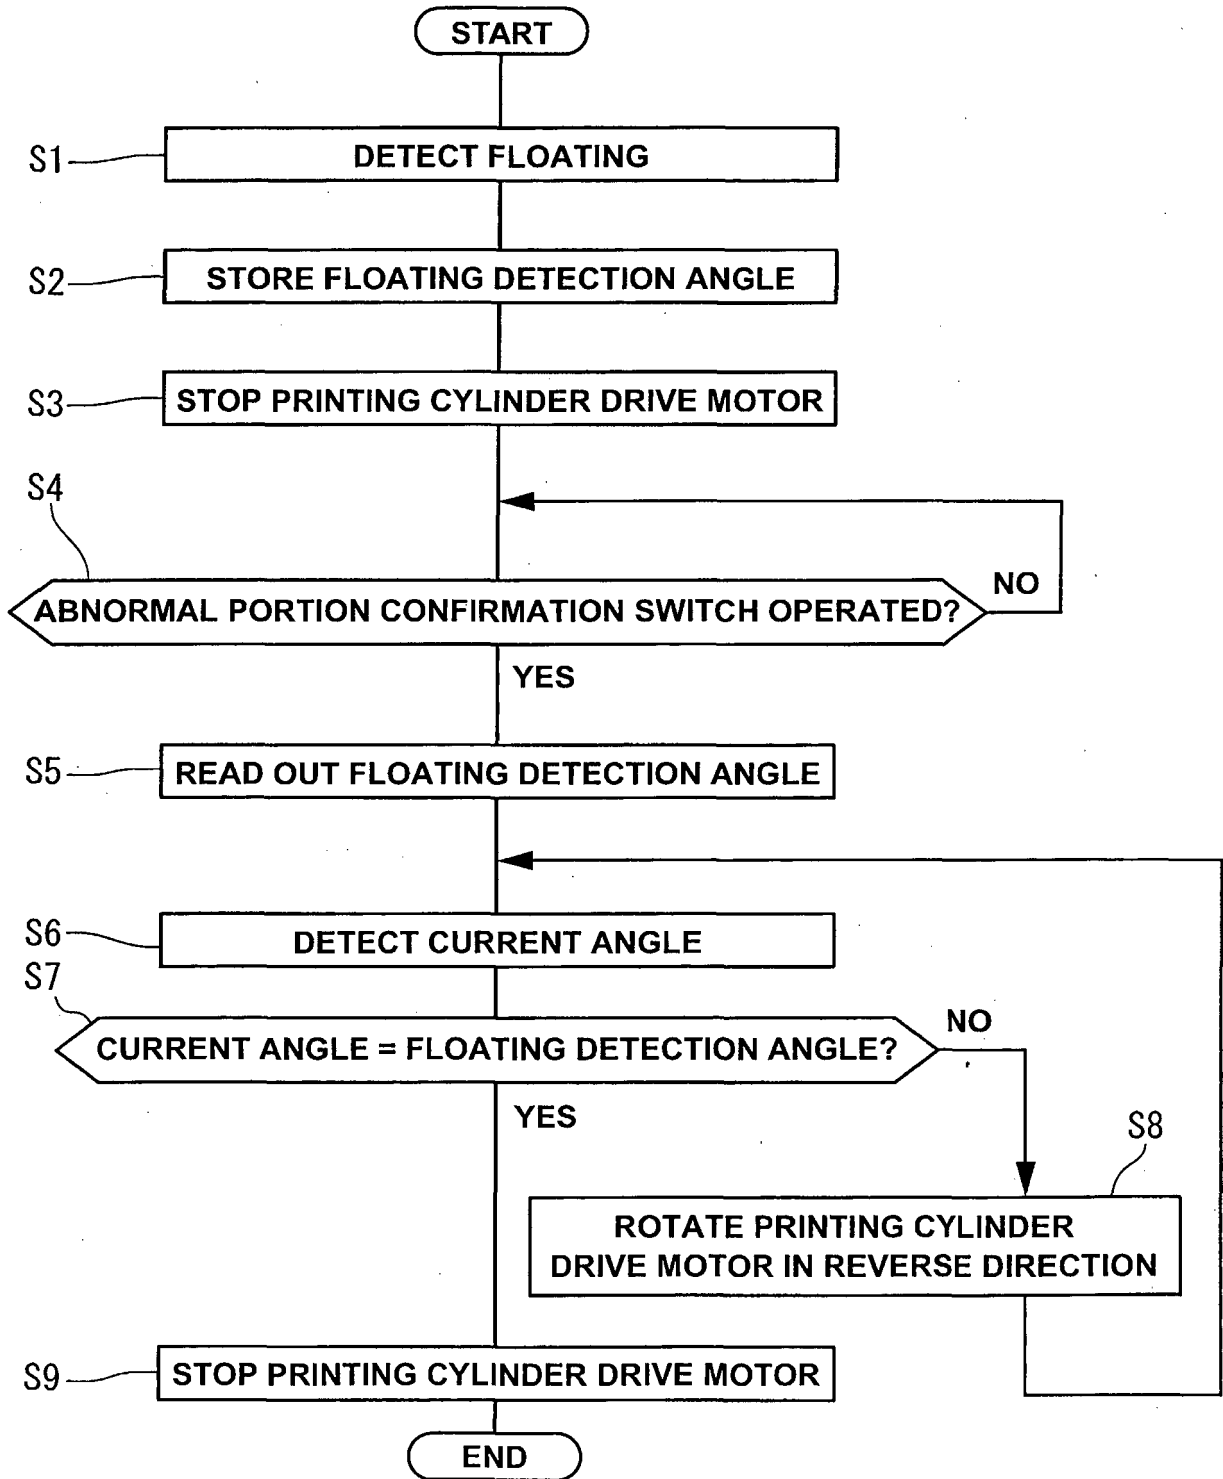 START
S1
DETECT FLOATING
S2
STORE FLOATING DETECTION ANGLE
S3
STOP PRINTING CYLINDER DRIVE MOTOR
S4
ABNORMAL PORTION CONFIRMATION SWITCH OPERATED?
NO
YES
S5
READ OUT FLOATING DETECTION ANGLE
S6
DETECT CURRENT ANGLE
S7
CURRENT ANGLE = FLOATING DETECTION ANGLE?
NO
YES
S8
ROTATE PRINTING CYLINDER
DRIVE MOTOR IN REVERSE DIRECTION
S9
STOP PRINTING CYLINDER DRIVE MOTOR
END